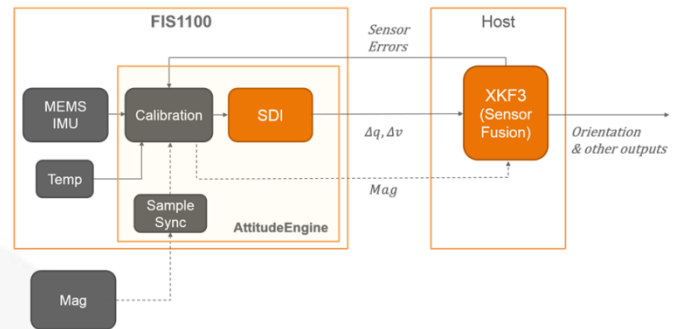 FIS1100
Host
Sensor
Errors
MEMS
IMU
Calibration
SDI
XKF3
(Sensor
Fusion)
Δq, Δv
Orientation
& other outputs
Temp
Mag
Sample
Sync
AttitudeEngine
Mag